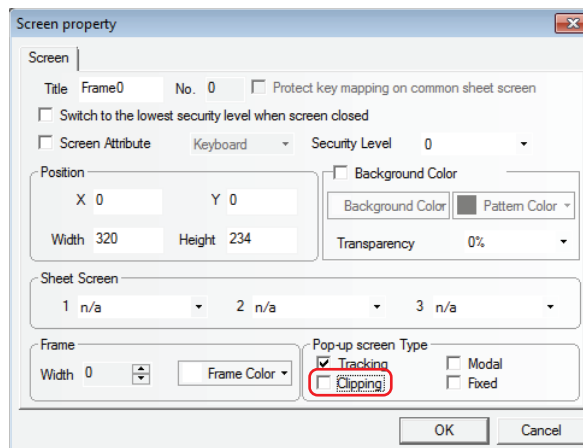 Screen property
Screen
Title Frame0 No. 0 Protect key mapping on common sheet screen
Switch to the lowest security level when screen closed
Screen Attribute Keyboard Security Level 0
Position Background Color
X 0 Y 0 Background Color Pattern Color
Width 320 Height 234 Transparency 0%
Sheet Screen
1 n/a 2 n/a 3 n/a
Frame Pop-up screen Type
Width 0 Frame Color Tracking Modal
Clipping Fixed
OK Cancel